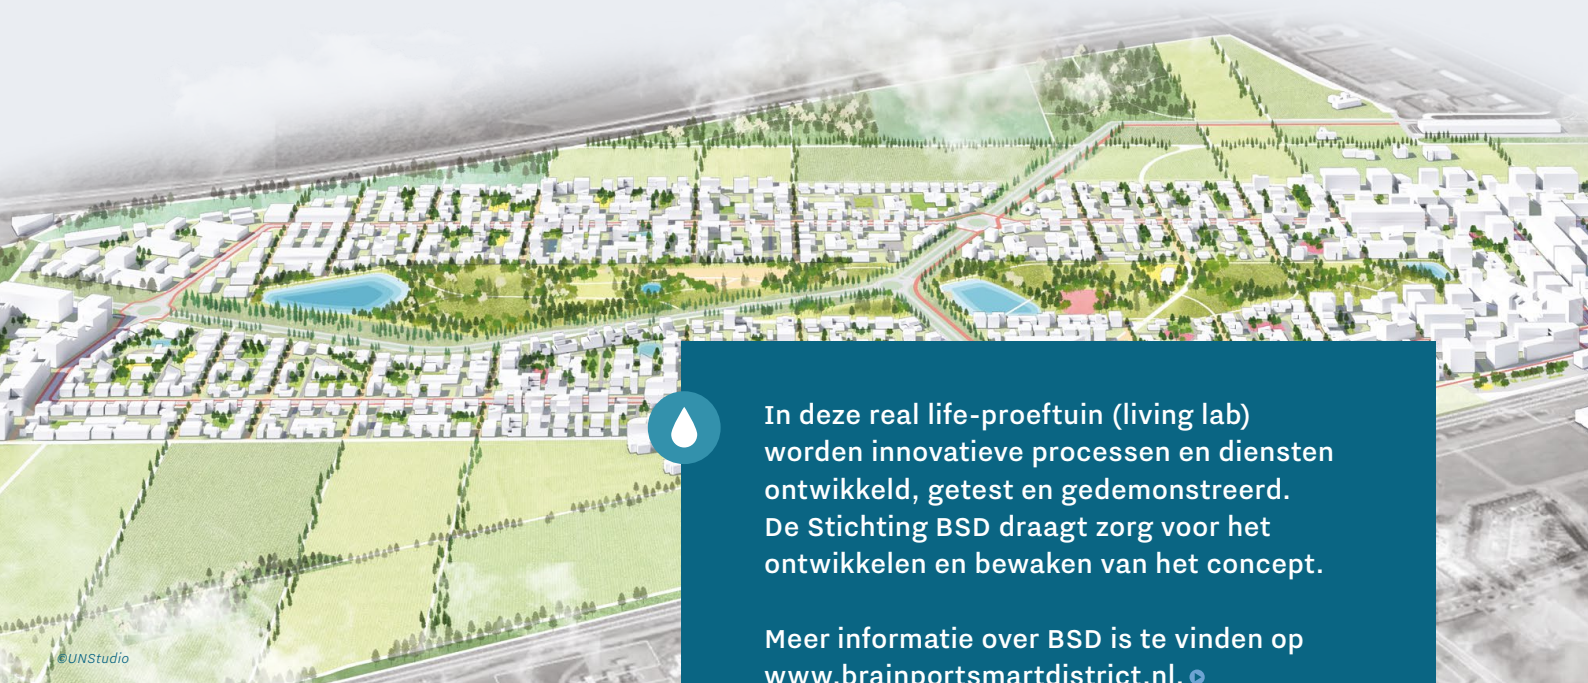 In deze real life-proeftuin (living lab)
worden innovatieve processen en diensten
ontwikkeld, getest en gedemonstreerd.
De Stichting BSD draagt zorg voor het
ontwikkelen en bewaken van het concept.
Meer informatie over BSD is te vinden op
www.brainportsmartdistrict.nl.
©UNStudio